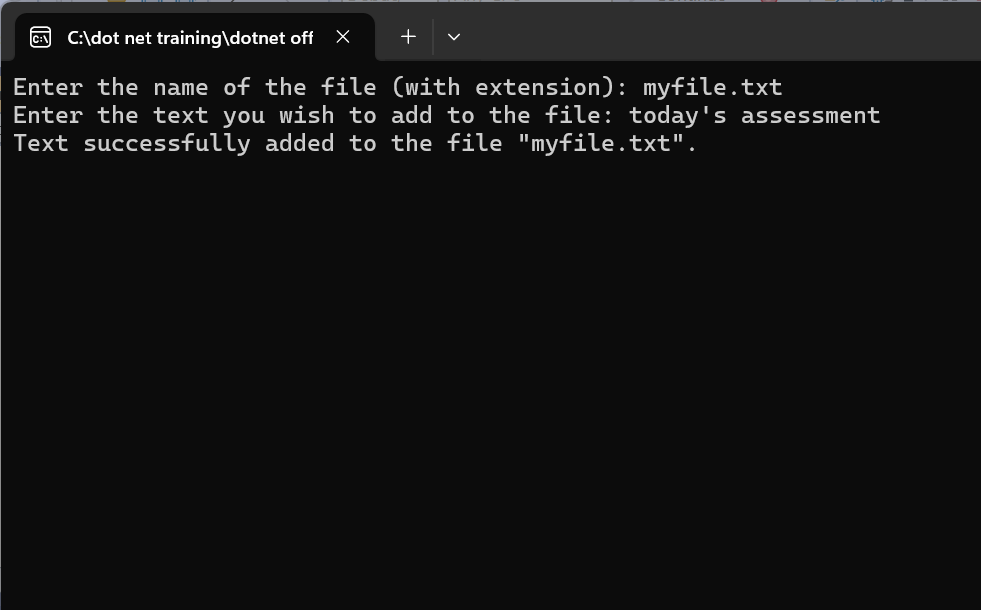 C:\dot net training\dotnet off
Enter the name of the file (with extension): myfile.txt
Enter the text you wish to add to the file: today's assessment
Text successfully added to the file "myfile.txt".